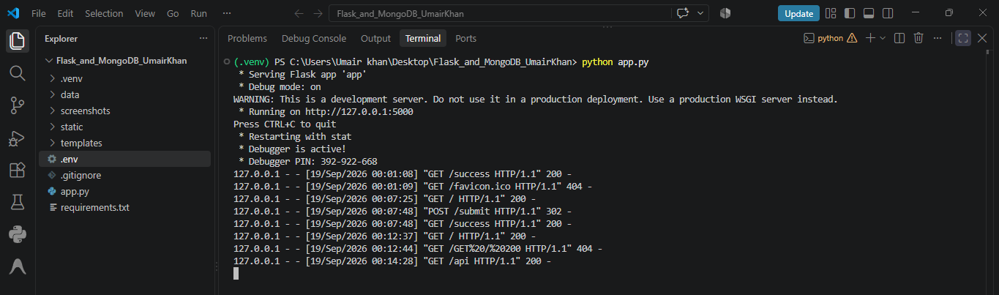 File Edit Selection View Go Run ··· Flask_and_MongoDB_UmairKhan Update
Explorer ···
Problems Debug Console Output Terminal Ports python
Flask_and_MongoDB_UmairKhan
.venv
data
screenshots
static
templates
.env
.gitignore
app.py
requirements.txt
(.venv) PS C:\Users\Umair khan\Desktop\Flask_and_MongoDB_UmairKhan> python app.py
* Serving Flask app 'app'
* Debug mode: on
WARNING: This is a development server. Do not use it in a production deployment. Use a production WSGI server instead.
* Running on http://127.0.0.1:5000
Press CTRL+C to quit
* Restarting with stat
* Debugger is active!
* Debugger PIN: 392-922-668
127.0.0.1 - - [19/Sep/2026 00:01:08] "GET /success HTTP/1.1" 200 -
127.0.0.1 - - [19/Sep/2026 00:01:09] "GET /favicon.ico HTTP/1.1" 404 -
127.0.0.1 - - [19/Sep/2026 00:07:25] "GET / HTTP/1.1" 200 -
127.0.0.1 - - [19/Sep/2026 00:07:48] "POST /submit HTTP/1.1" 302 -
127.0.0.1 - - [19/Sep/2026 00:07:48] "GET /success HTTP/1.1" 200 -
127.0.0.1 - - [19/Sep/2026 00:12:37] "GET / HTTP/1.1" 200 -
127.0.0.1 - - [19/Sep/2026 00:12:44] "GET /GET%20/%20200 HTTP/1.1" 404 -
127.0.0.1 - - [19/Sep/2026 00:14:28] "GET /api HTTP/1.1" 200 -